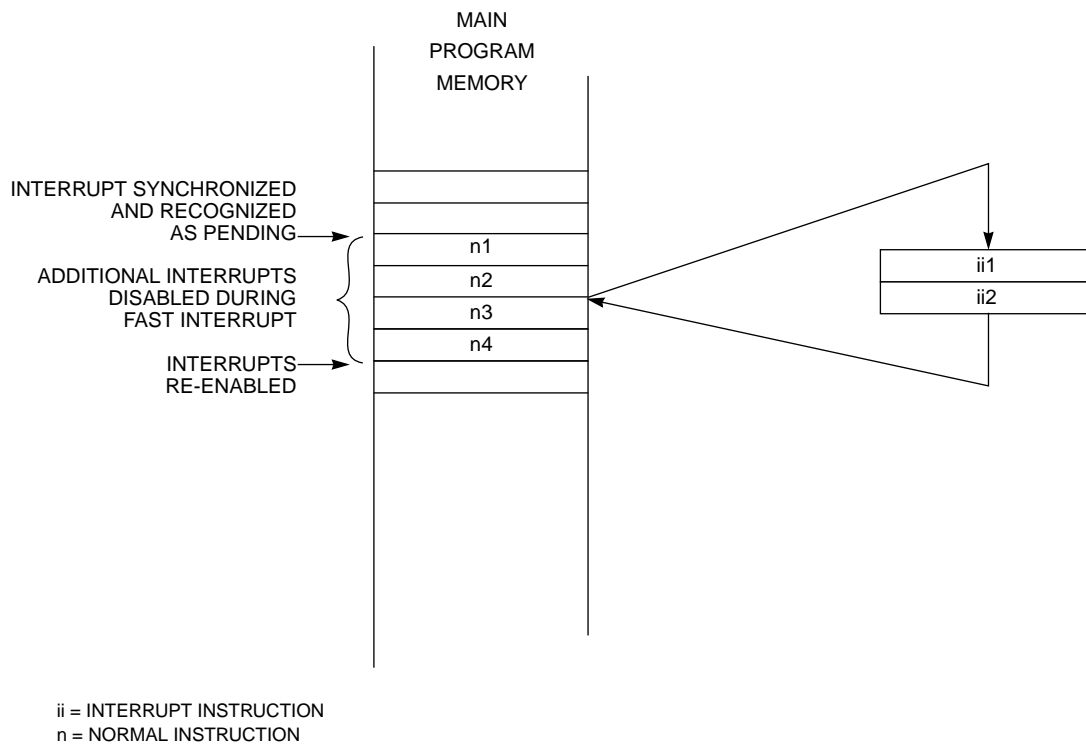 MAIN
PROGRAM
MEMORY
INTERRUPT SYNCHRONIZED
AND RECOGNIZED
AS PENDING
ADDITIONAL INTERRUPTS
DISABLED DURING
FAST INTERRUPT
INTERRUPTS
RE-ENABLED
n1
n2
n3
n4
ii1
ii2
ii = INTERRUPT INSTRUCTION
n = NORMAL INSTRUCTION